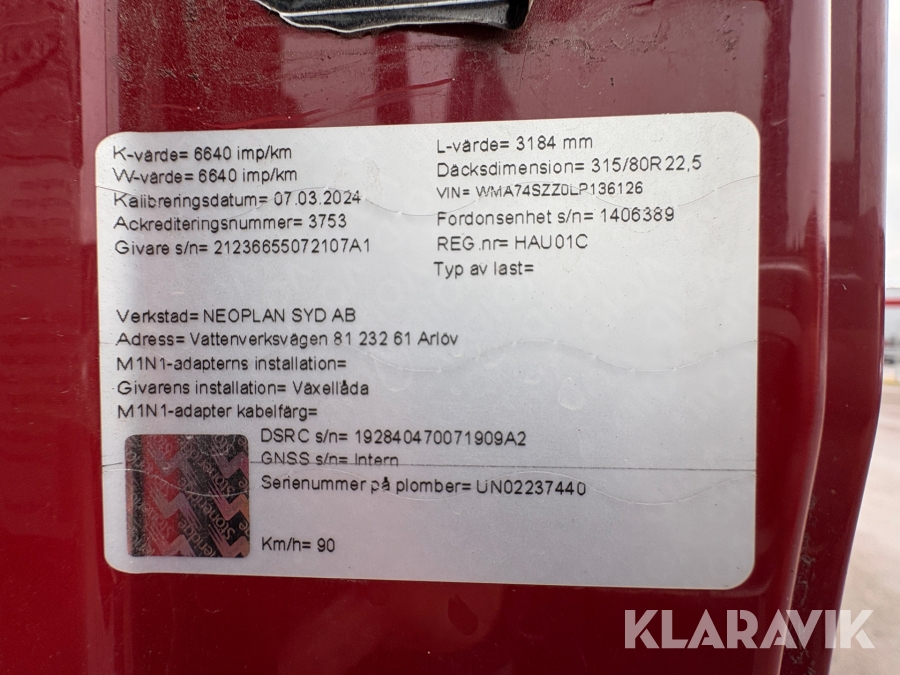 K-värde= 6640 imp/km
W-värde= 6640 imp/km
Kalibreringsdatum= 07.03.2024
Ackrediteringsnummer= 3753
Givare s/n= 21236655072107A1
L-värde= 3184 mm
Däcksdimension= 315/80R22,5
VIN= WMA74SZZ0LP136126
Fordonsenhet s/n= 1406389
REG.nr= HAU01C
Typ av last=
Verkstad= NEOPLAN SYD AB
Adress= Vattenverksvägen 81 232 61 Arlöv
M1N1-adapterns installation=
Givarens installation= Växellåda
M1N1-adapter kabelfärg=
DSRC s/n= 192840470071909A2
GNSS s/n= Intern
Serienummer på plomber= UN02237440
Km/h= 90
KLARAVIK